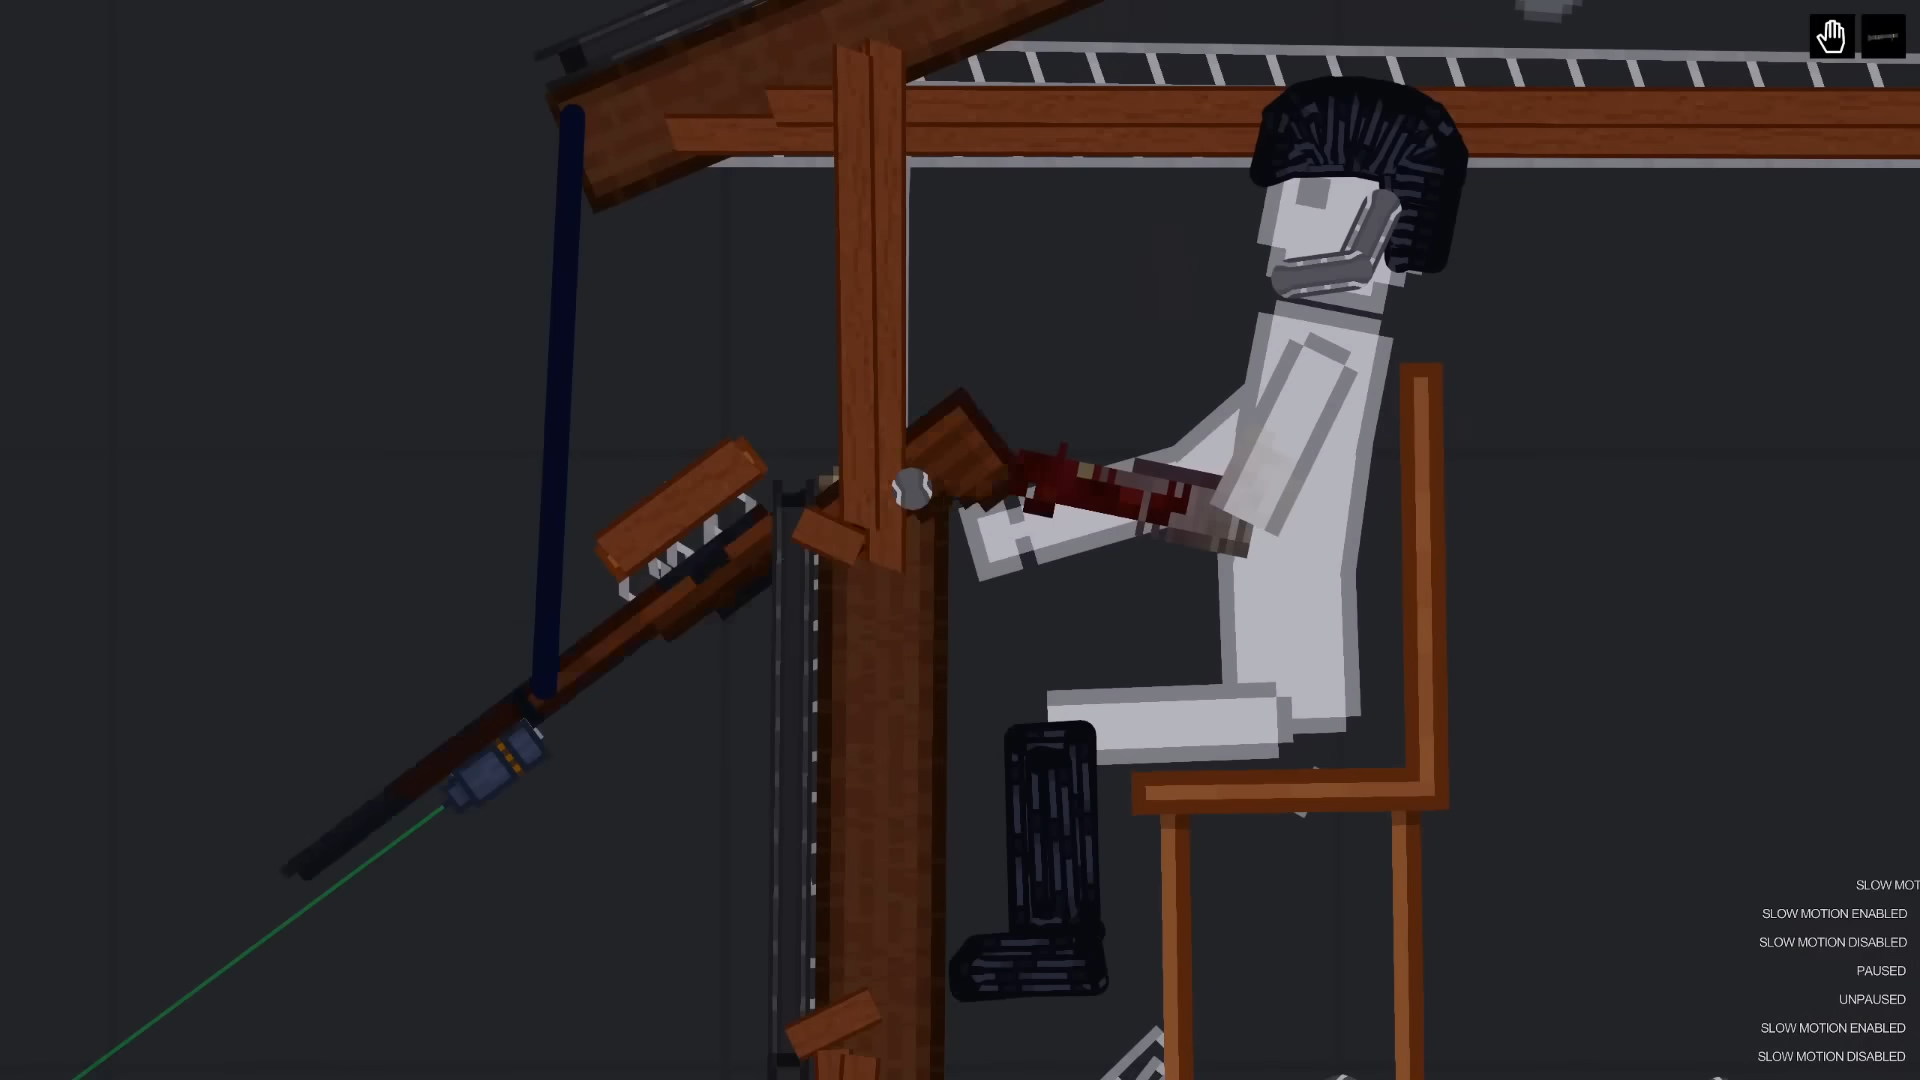 SLOW MOT
SLOW MOTION ENABLED
SLOW MOTION DISABLED
PAUSED
UNPAUSED
SLOW MOTION ENABLED
SLOW MOTION DISABLED